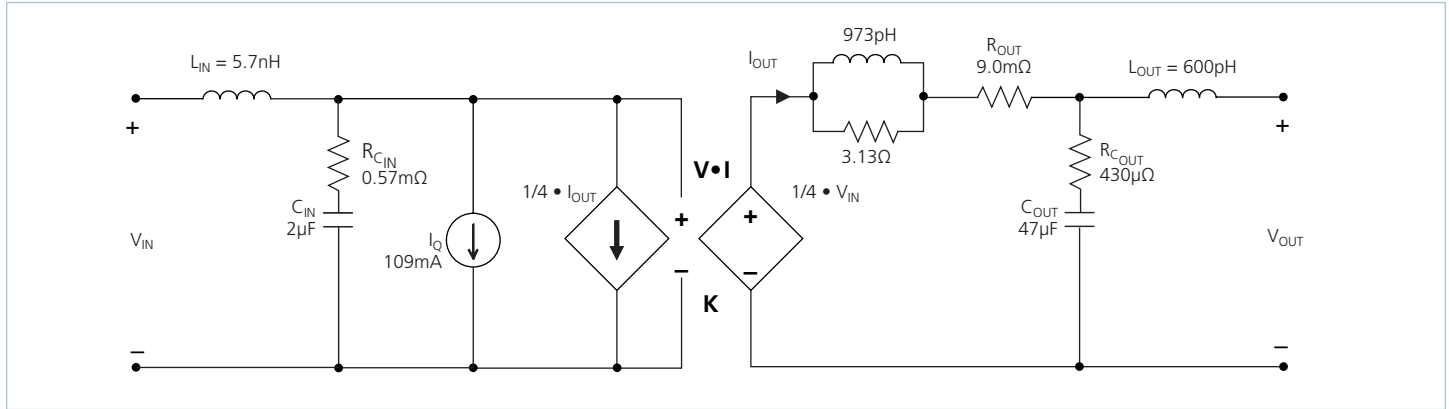 L_IN = 5.7nH
+
R_C_IN
0.57mΩ
C_IN
2μF
V_IN
−
I_Q
109mA
1/4 • I_OUT
V•I
+
−
K
+
−
1/4 • V_IN
I_OUT
973pH
3.13Ω
R_OUT
9.0mΩ
L_OUT = 600pH
R_C_OUT
430μΩ
C_OUT
47μF
+
V_OUT
−